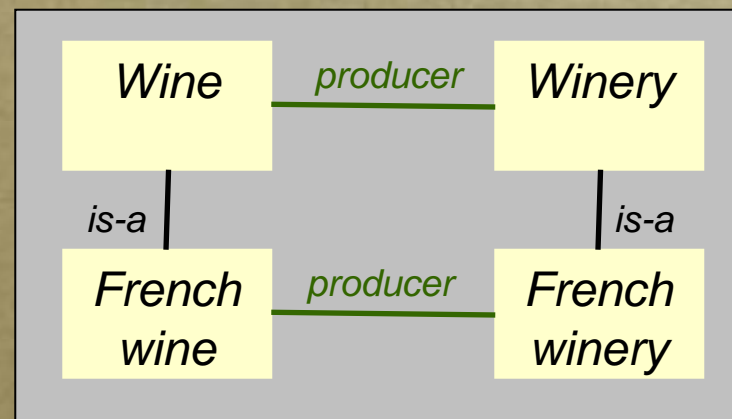 Wine
producer
Winery
is-a
is-a
French
wine
producer
French
winery